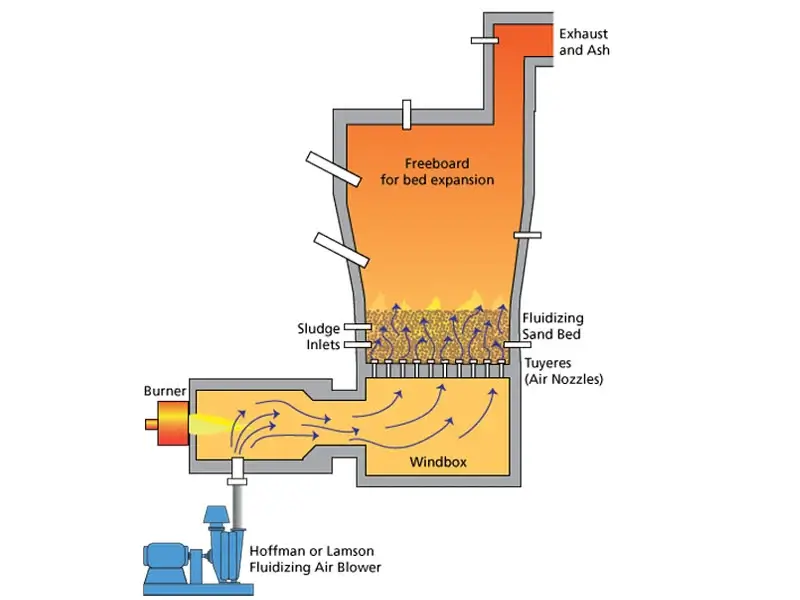 Exhaust
and Ash
Freeboard
for bed expansion
Sludge
Inlets
Fluidizing
Sand Bed
Tuyeres
(Air Nozzles)
Burner
Windbox
Hoffman or Lamson
Fluidizing Air Blower